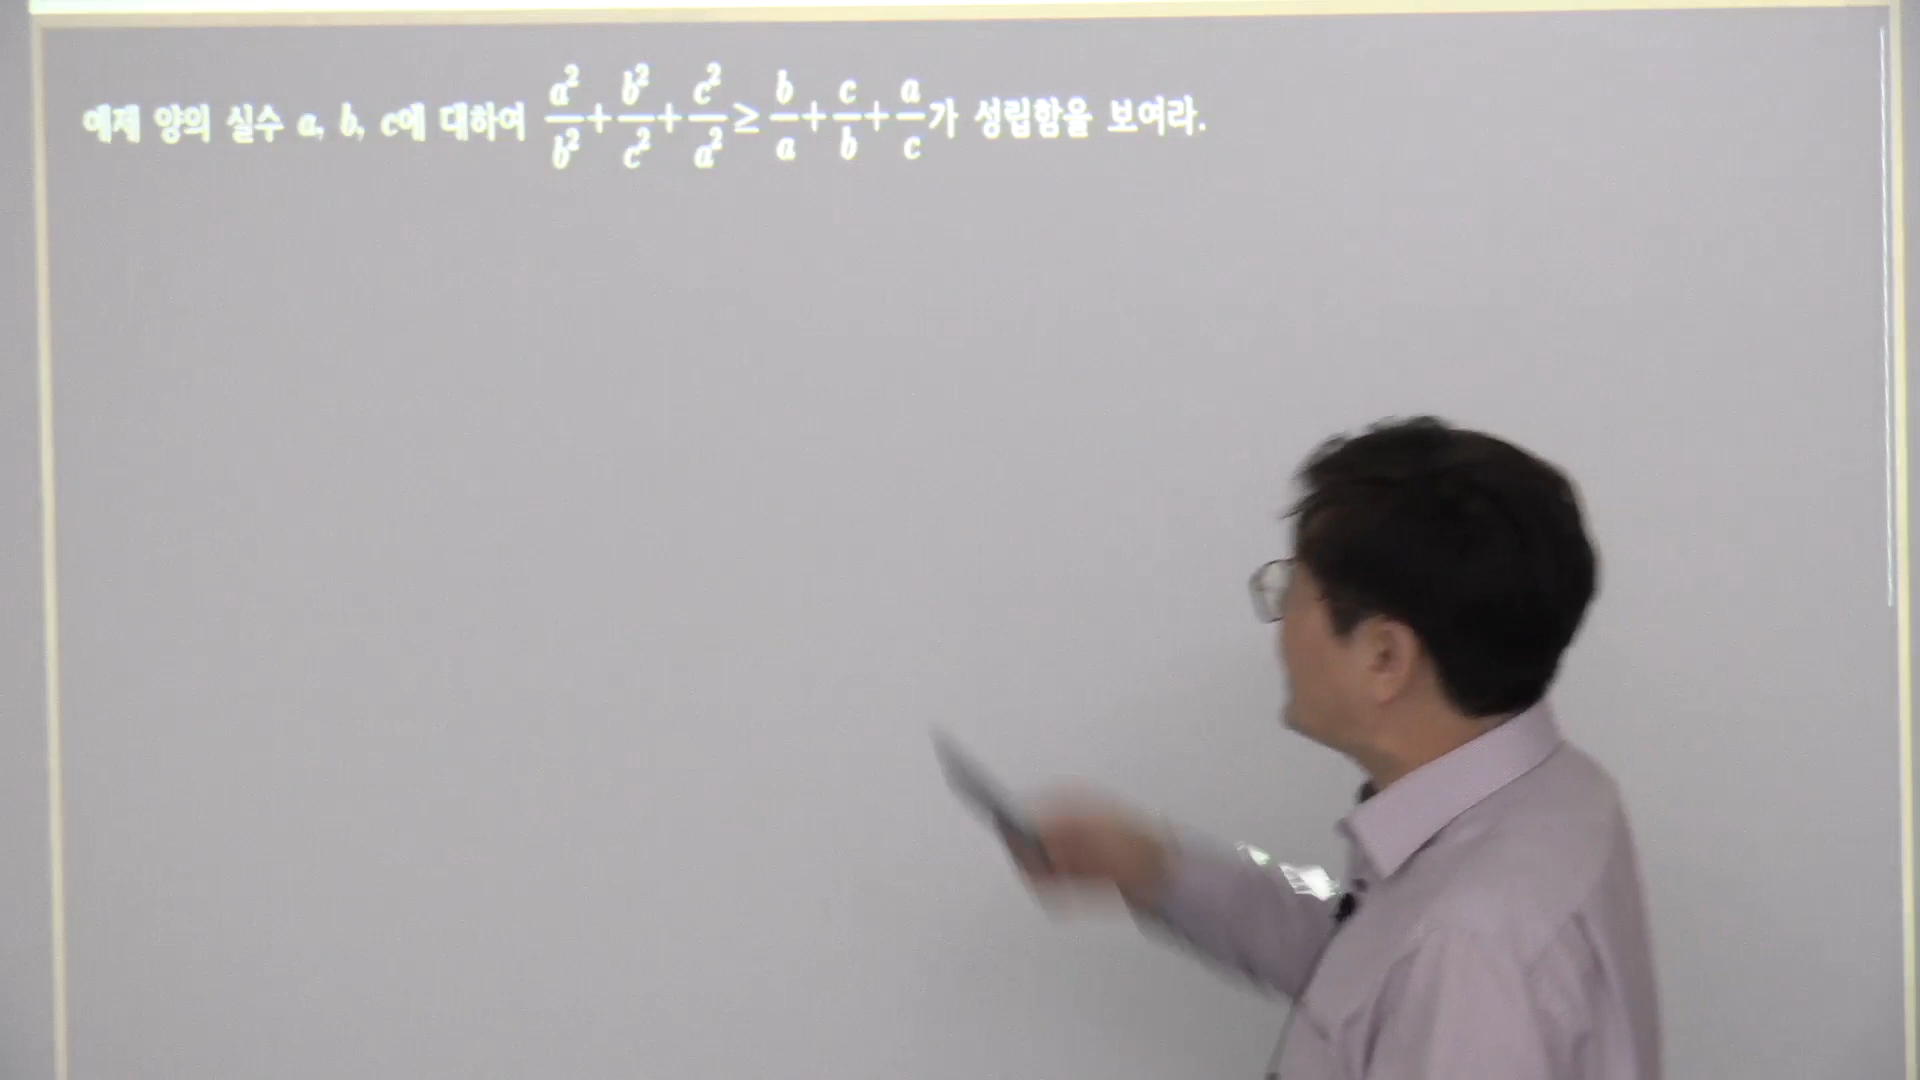 예제 양의 실수 a, b, c에 대하여 a²/b² + b²/c² + c²/a² ≥ b/a + c/b + a/c 가 성립함을 보여라.